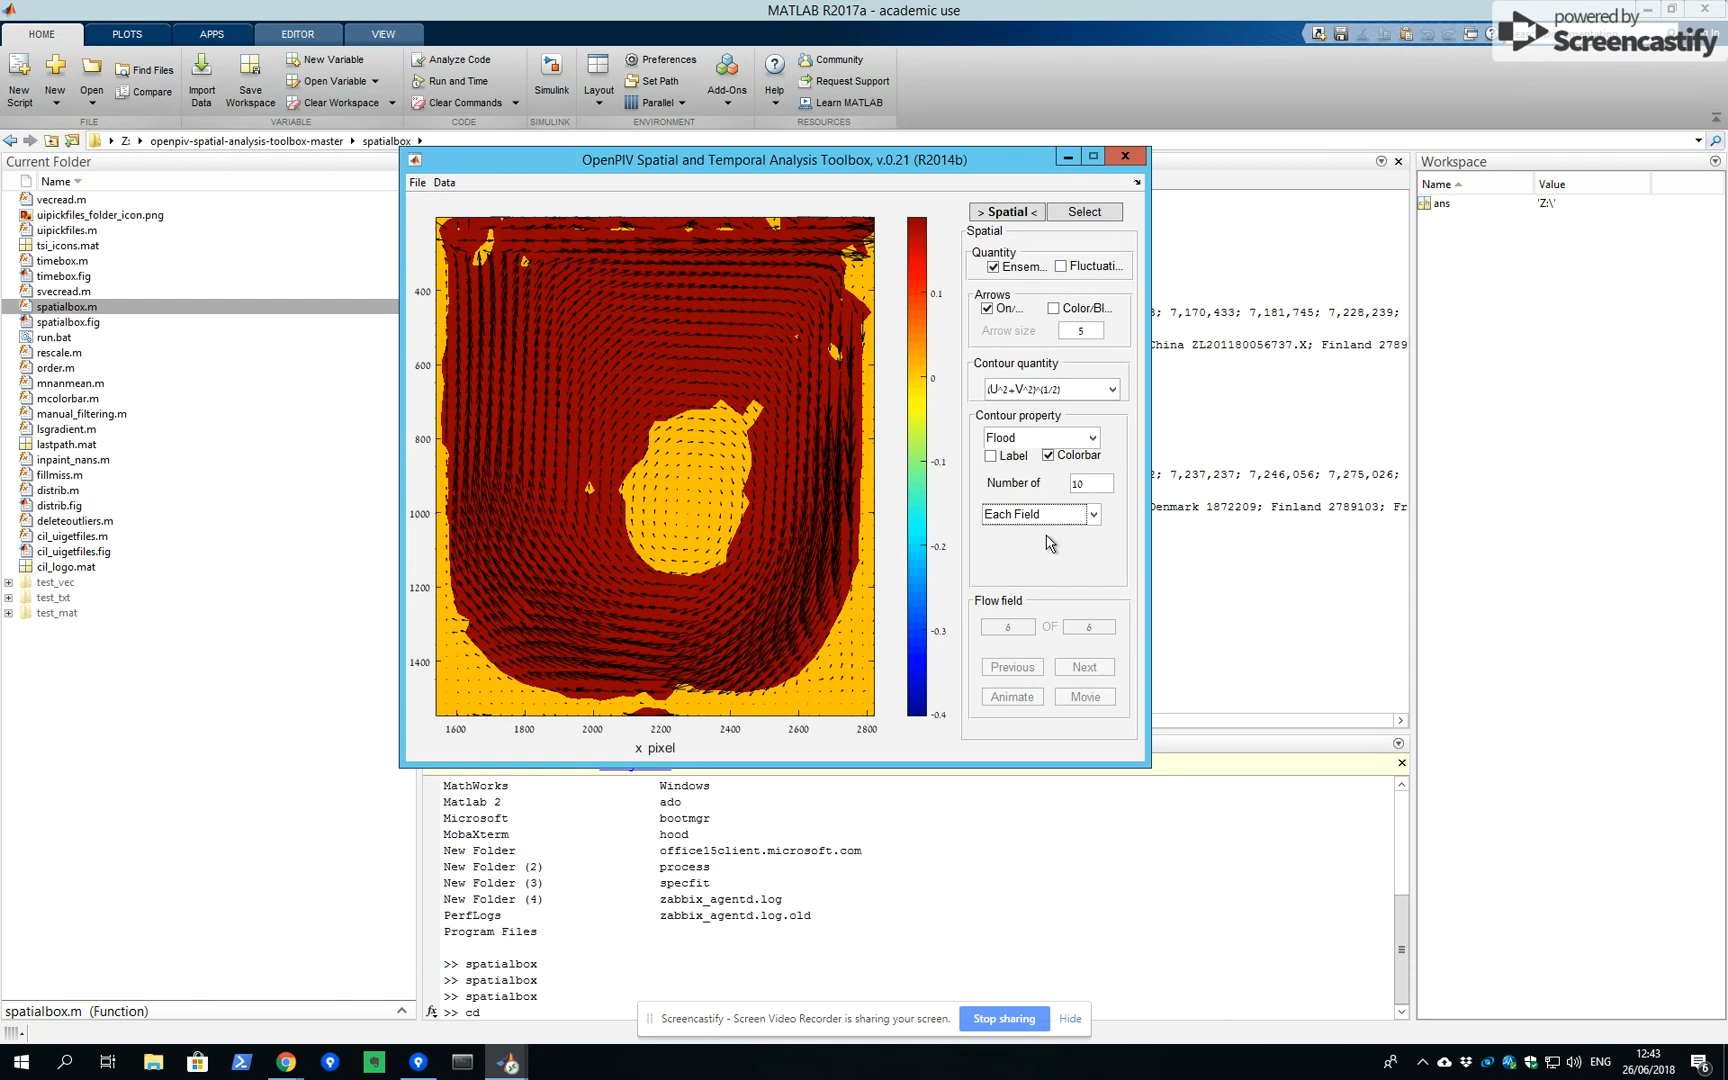 MATLAB R2017a - academic use
powered by
Screencastify
HOME
PLOTS
APPS
EDITOR
VIEW
New Script
New
Open
Find Files
Compare
Import Data
Save Workspace
New Variable
Open Variable
Clear Workspace
Analyze Code
Run and Time
Clear Commands
Simulink
Layout
Preferences
Set Path
Parallel
Add-Ons
Help
Community
Request Support
Learn MATLAB
FILE
VARIABLE
CODE
SIMULINK
ENVIRONMENT
RESOURCES
Z: openpiv-spatial-analysis-toolbox-master spatialbox
Current Folder
Name
vecread.m
uipickfiles_folder_icon.png
uipickfiles.m
tsi_icons.mat
timebox.m
timebox.fig
svecread.m
spatialbox.m
spatialbox.fig
run.bat
rescale.m
order.m
mnanmean.m
mcolorbar.m
manual_filtering.m
lsgradient.m
lastpath.mat
inpaint_nans.m
fillmiss.m
distrib.m
distrib.fig
deleteoutliers.m
cil_uigetfiles.m
cil_uigetfiles.fig
cil_logo.mat
test_vec
test_txt
test_mat
spatialbox.m (Function)
OpenPIV Spatial and Temporal Analysis Toolbox, v.0.21 (R2014b)
File Data
400
600
800
1000
1200
1400
1600 1800 2000 2200 2400 2600 2800
x pixel
0.1
0
-0.1
-0.2
-0.3
-0.4
> Spatial <
Select
Spatial
Quantity
Ensem...
Fluctuati...
Arrows
On/...
Color/Bl...
Arrow size
5
Contour quantity
(U^2+V^2)^(1/2)
Contour property
Flood
Label
Colorbar
Number of
10
Each Field
Flow field
6 OF 6
Previous
Next
Animate
Movie
; 7,170,433; 7,181,745; 7,228,239;
China ZL201180056737.X; Finland 2789
; 7,237,237; 7,246,056; 7,275,026;
Denmark 1872209; Finland 2789103; Fr
Workspace
Name Value
ans 'Z:\'
MathWorks Windows
Matlab 2 ado
Microsoft bootmgr
MobaXterm hood
New Folder office15client.microsoft.com
New Folder (2) process
New Folder (3) specfit
New Folder (4) zabbix_agentd.log
PerfLogs zabbix_agentd.log.old
Program Files
>> spatialbox
>> spatialbox
>> spatialbox
fx >> cd
Screencastify - Screen Video Recorder is sharing your screen.
Stop sharing
Hide
ENG
12:43
26/06/2018
6